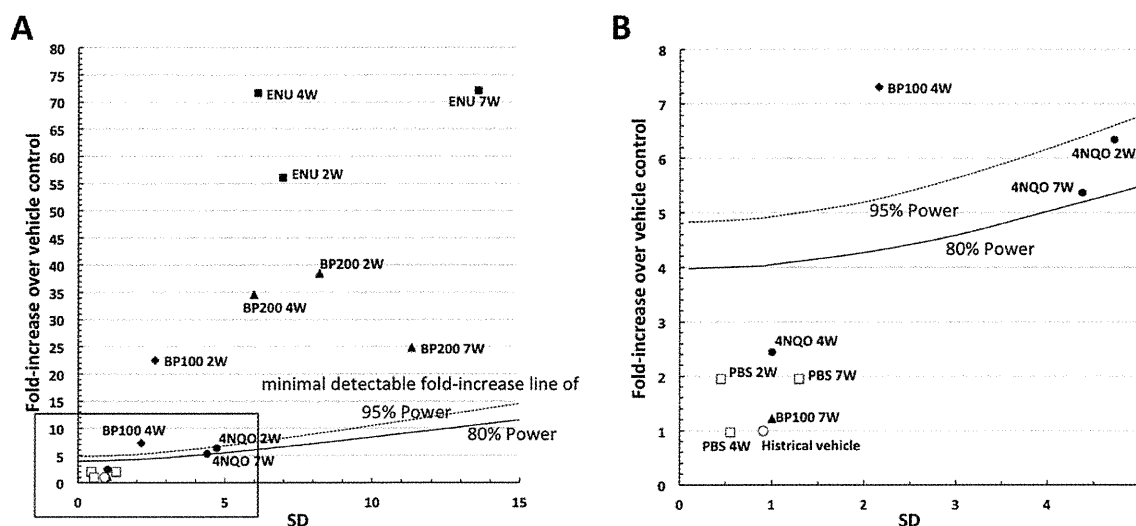 A
Fold-increase over vehicle control
80
75
70
65
60
55
50
45
40
35
30
25
20
15
10
5
0
ENU 4W
ENU 7W
ENU 2W
BP200 2W
BP200 4W
BP200 7W
BP100 2W
minimal detectable fold-increase line of
95% Power
80% Power
BP100 4W
4NQO 2W
4NQO 7W
0 5 10 15
SD
B
Fold-increase over vehicle control
8
7
6
5
4
3
2
1
0
BP100 4W
4NQO 2W
4NQO 7W
95% Power
80% Power
4NQO 4W
PBS 2W
PBS 7W
BP100 7W
PBS 4W
Histrical vehicle
0 1 2 3 4
SD